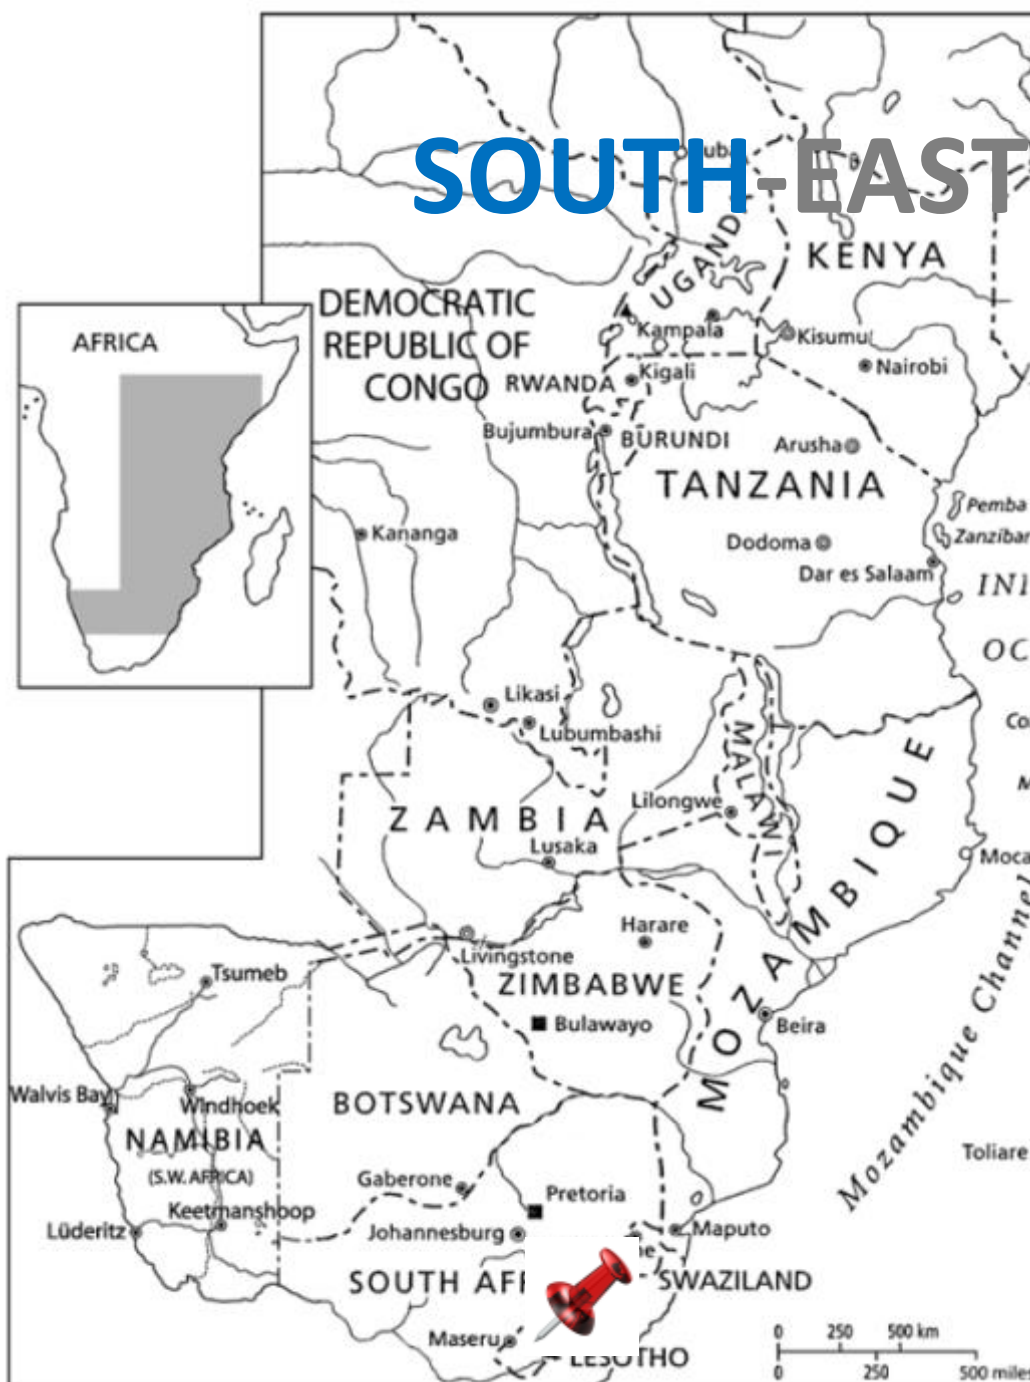 SOUTH-EAST
KENYA
DEMOCRATIC
REPUBLIC OF
CONGO
AFRICA
Kampala
Kisumu
Nairobi
RWANDA
Kigali
Bujumbura
BURUNDI
Arusha
TANZANIA
Pemba
Zanzibar
Kananga
Dodoma
Dar es Salaam
Likasi
Lubumbashi
MALAWI
MOZAMBIQUE
Lilongwe
ZAMBIA
Lusaka
Harare
Livingstone
ZIMBABWE
Tsumeb
Bulawayo
Beira
Mozambique Channel
Walvis Bay
Windhoek
BOTSWANA
NAMIBIA
(S.W. AFRICA)
Toliare
Gaberone
Pretoria
Keetmanshoop
Lüderitz
Johannesburg
Maputo
SOUTH AF
SWAZILAND
Maseru
LESOTHO
0 250 500 km
0 250 500 miles